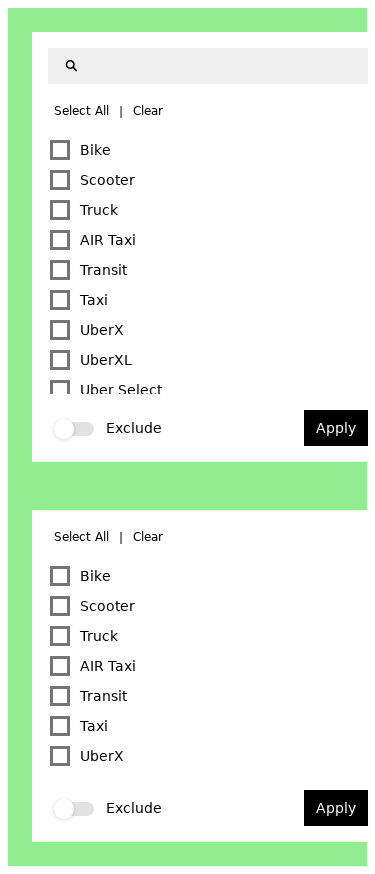 Select All | Clear
Bike
Scooter
Truck
AIR Taxi
Transit
Taxi
UberX
UberXL
Uber Select
Exclude Apply
Select All | Clear
Bike
Scooter
Truck
AIR Taxi
Transit
Taxi
UberX
Exclude Apply